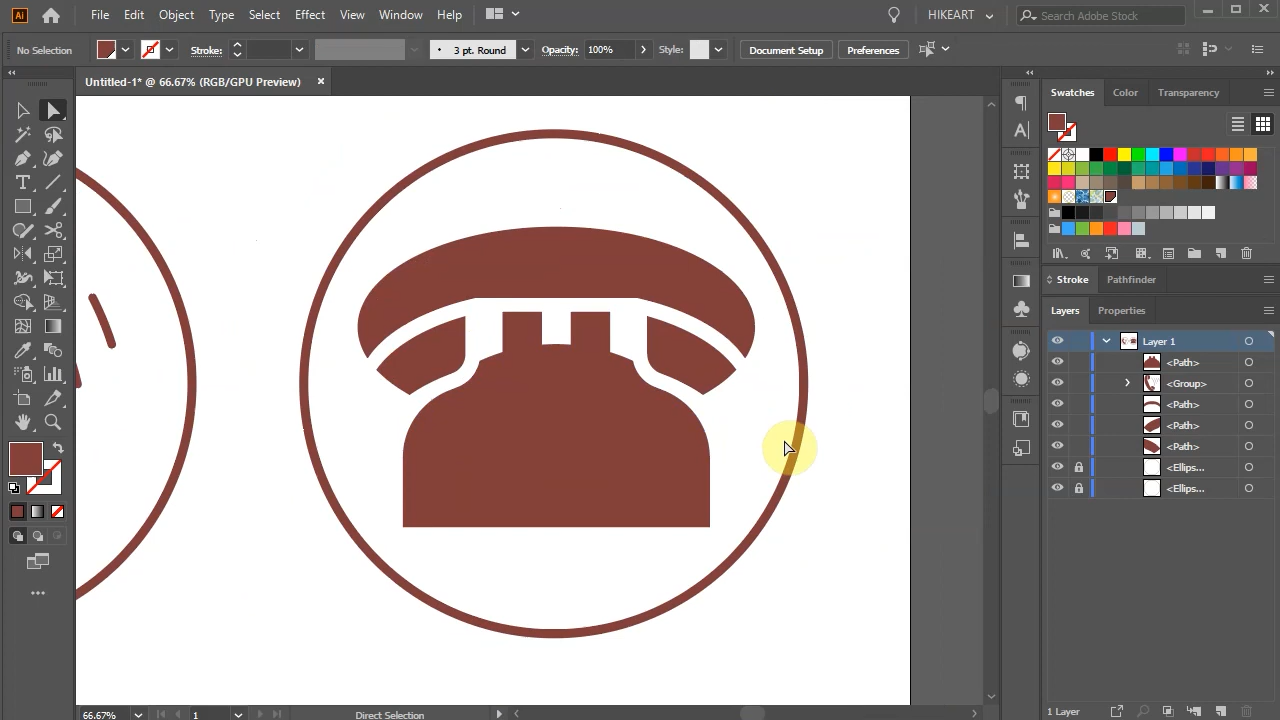 Ai File Edit Object Type Select Effect View Window Help HIKEART Search Adobe Stock
No Selection Stroke: 3 pt. Round Opacity: 100% Style: Document Setup Preferences
Untitled-1* @ 66.67% (RGB/GPU Preview)
Swatches Color Transparency
Stroke Pathfinder
Layers Properties
Layer 1
<Path>
<Group>
<Path>
<Path>
<Path>
<Ellips...
<Ellips...
66.67% 1 Direct Selection 1 Layer